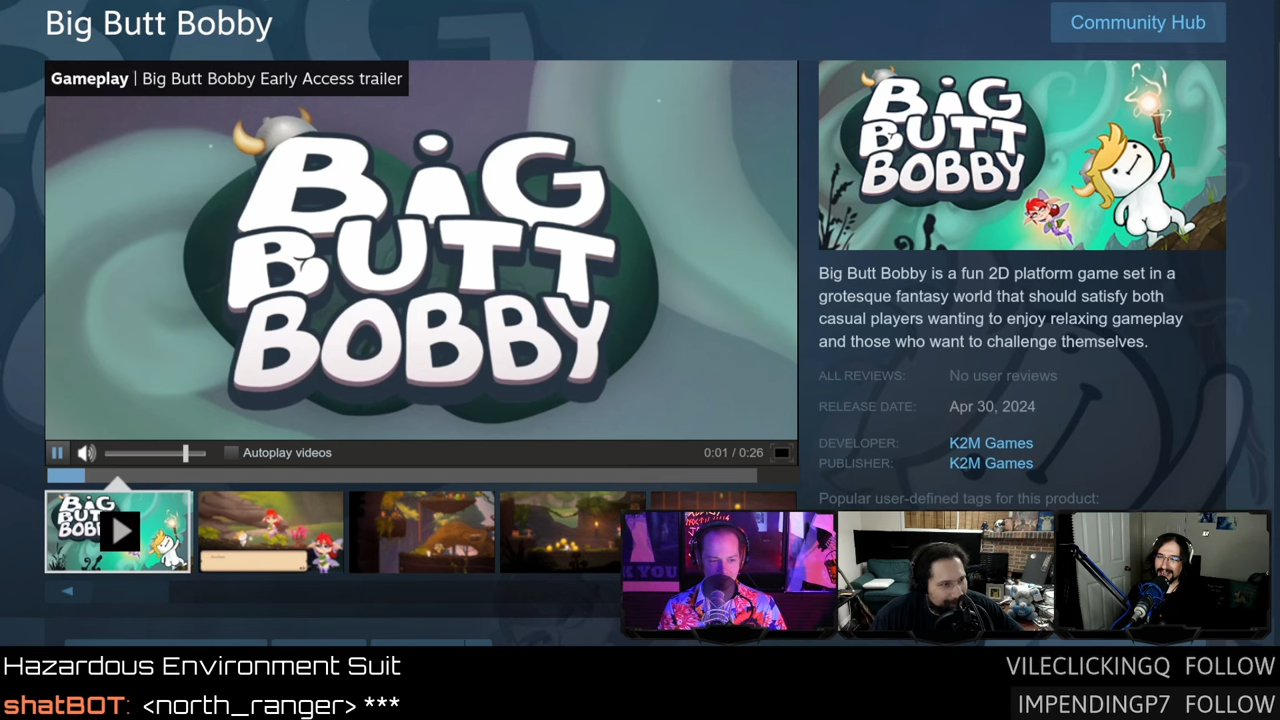 Big Butt Bobby
Community Hub
Gameplay | Big Butt Bobby Early Access trailer
BIG
BUTT
BOBBY
BIG
BUTT
BOBBY
Big Butt Bobby is a fun 2D platform game set in a
grotesque fantasy world that should satisfy both
casual players wanting to enjoy relaxing gameplay
and those who want to challenge themselves.
ALL REVIEWS: No user reviews
RELEASE DATE: Apr 30, 2024
DEVELOPER: K2M Games
PUBLISHER: K2M Games
Popular user-defined tags for this product:
Autoplay videos
0:01 / 0:26
BIG
BUTT
Hazardous Environment Suit
shatBOT: <north_ranger> ***
VILECLICKINGQ FOLLOW
IMPENDINGP7 FOLLOW